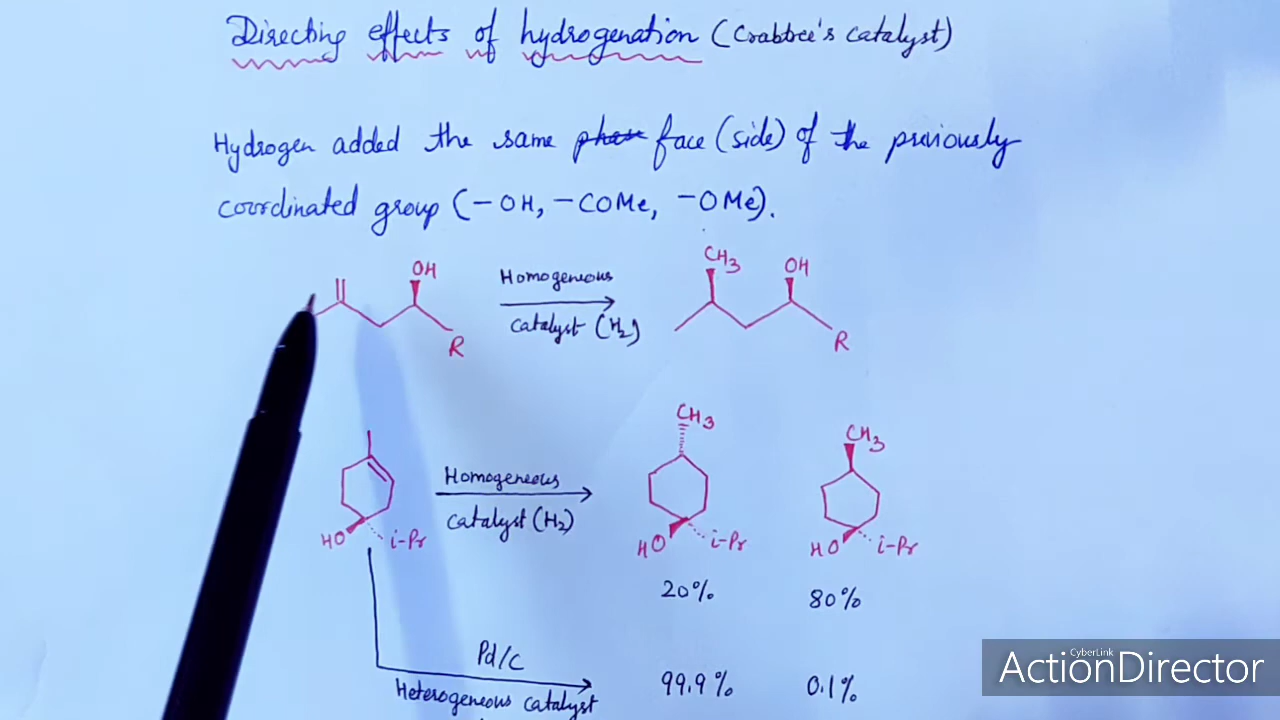 Directing effects of hydrogenation (Crabtree's catalyst)
Hydrogen added the same face (side) of the previously
coordinated group (-OH, -COMe, -OMe).
OH
R
Homogeneous
catalyst (H₂)
CH₃
OH
R
HO
i-Pr
Homogeneous
catalyst (H₂)
CH₃
HO
i-Pr
20%
CH₃
HO
i-Pr
80%
Pd/C
Heterogeneous catalyst
99.9%
0.1%
CyberLink
ActionDirector